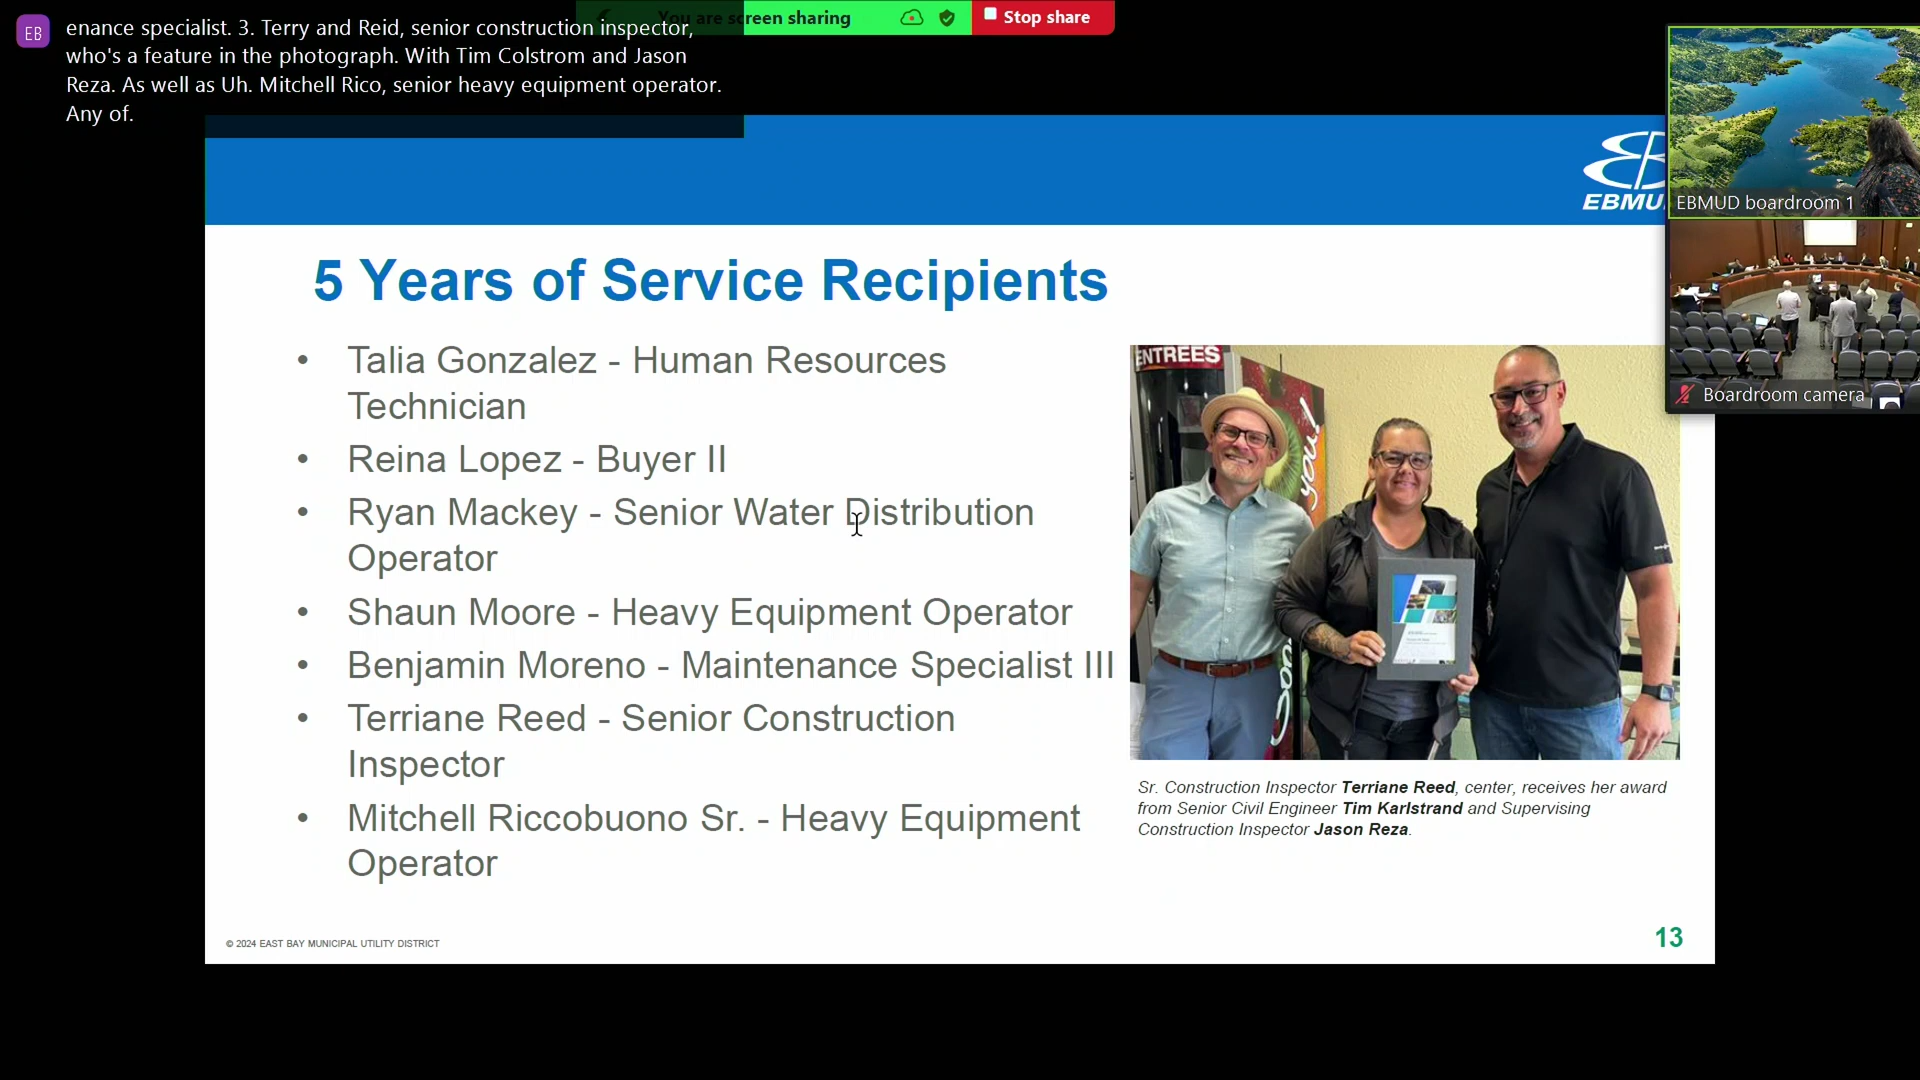 You are screen sharing
Stop share
EB
enance specialist. 3. Terry and Reid, senior construction inspector,
who's a feature in the photograph. With Tim Colstrom and Jason
Reza. As well as Uh. Mitchell Rico, senior heavy equipment operator.
Any of.
EBMU
EBMUD boardroom 1
Boardroom camera
5 Years of Service Recipients
• Talia Gonzalez - Human Resources
Technician
• Reina Lopez - Buyer II
• Ryan Mackey - Senior Water Distribution
Operator
• Shaun Moore - Heavy Equipment Operator
• Benjamin Moreno - Maintenance Specialist III
• Terriane Reed - Senior Construction
Inspector
• Mitchell Riccobuono Sr. - Heavy Equipment
Operator
ENTREES
you!
Sr. Construction Inspector Terriane Reed, center, receives her award
from Senior Civil Engineer Tim Karlstrand and Supervising
Construction Inspector Jason Reza.
© 2024 EAST BAY MUNICIPAL UTILITY DISTRICT
13